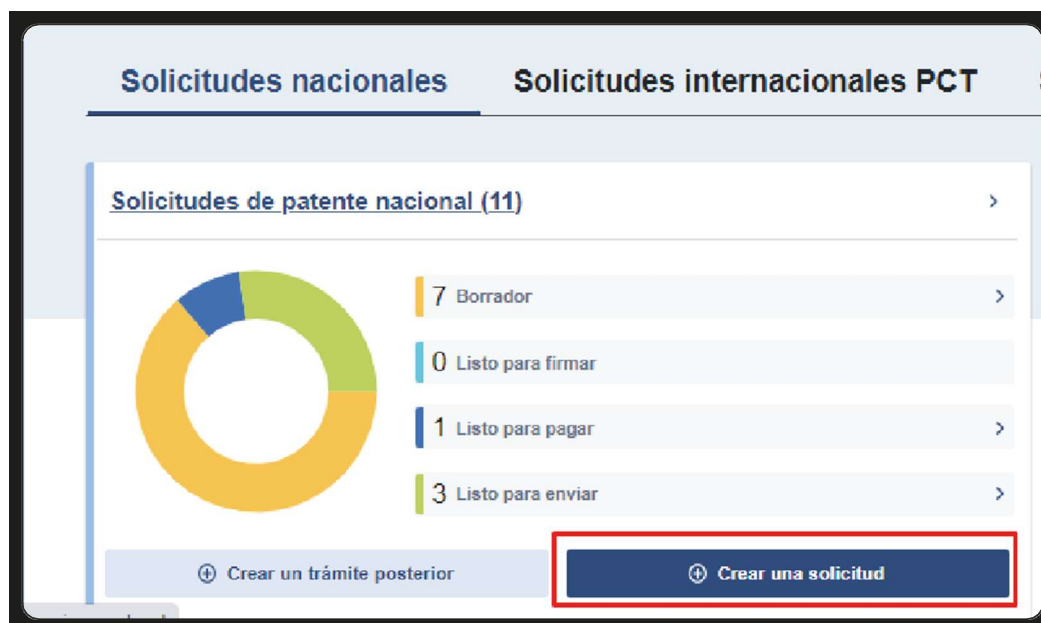 Solicitudes nacionales Solicitudes internacionales PCT
Solicitudes de patente nacional (11)
7 Borrador
0 Listo para firmar
1 Listo para pagar
3 Listo para enviar
Crear un trámite posterior Crear una solicitud